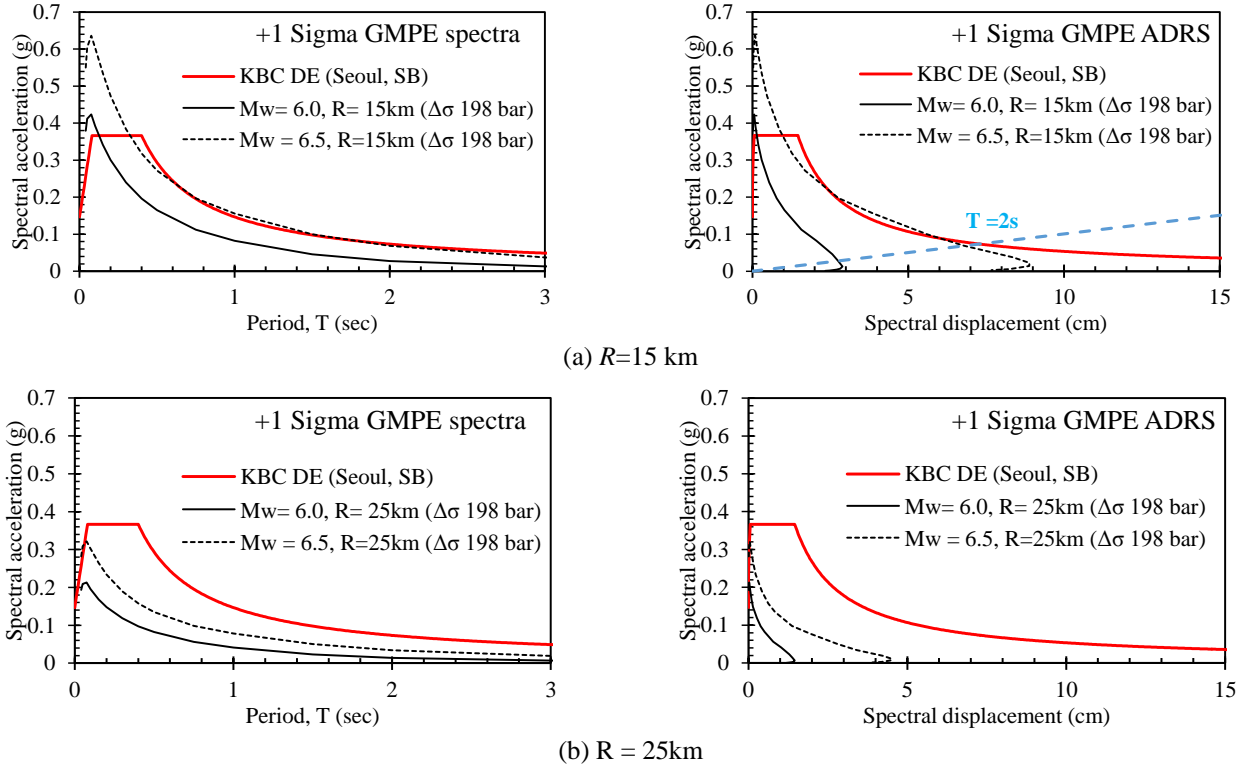 +1 Sigma GMPE spectra
KBC DE (Seoul, SB)
Mw= 6.0, R= 15km (Δσ 198 bar)
Mw = 6.5, R=15km (Δσ 198 bar)
Spectral acceleration (g)
0.7
0.6
0.5
0.4
0.3
0.2
0.1
0
0 1 2 3
Period, T (sec)
+1 Sigma GMPE ADRS
KBC DE (Seoul, SB)
Mw= 6.0, R= 15km (Δσ 198 bar)
Mw = 6.5, R=15km (Δσ 198 bar)
T =2s
Spectral acceleration (g)
0.7
0.6
0.5
0.4
0.3
0.2
0.1
0
0 5 10 15
Spectral displacement (cm)
(a) R=15 km
+1 Sigma GMPE spectra
KBC DE (Seoul, SB)
Mw= 6.0, R= 25km (Δσ 198 bar)
Mw = 6.5, R=25km (Δσ 198 bar)
Spectral acceleration (g)
0.7
0.6
0.5
0.4
0.3
0.2
0.1
0
0 1 2 3
Period, T (sec)
+1 Sigma GMPE ADRS
KBC DE (Seoul, SB)
Mw= 6.0, R= 25km (Δσ 198 bar)
Mw = 6.5, R=25km (Δσ 198 bar)
Spectral acceleration (g)
0.7
0.6
0.5
0.4
0.3
0.2
0.1
0
0 5 10 15
Spectral displacement (cm)
(b) R = 25km